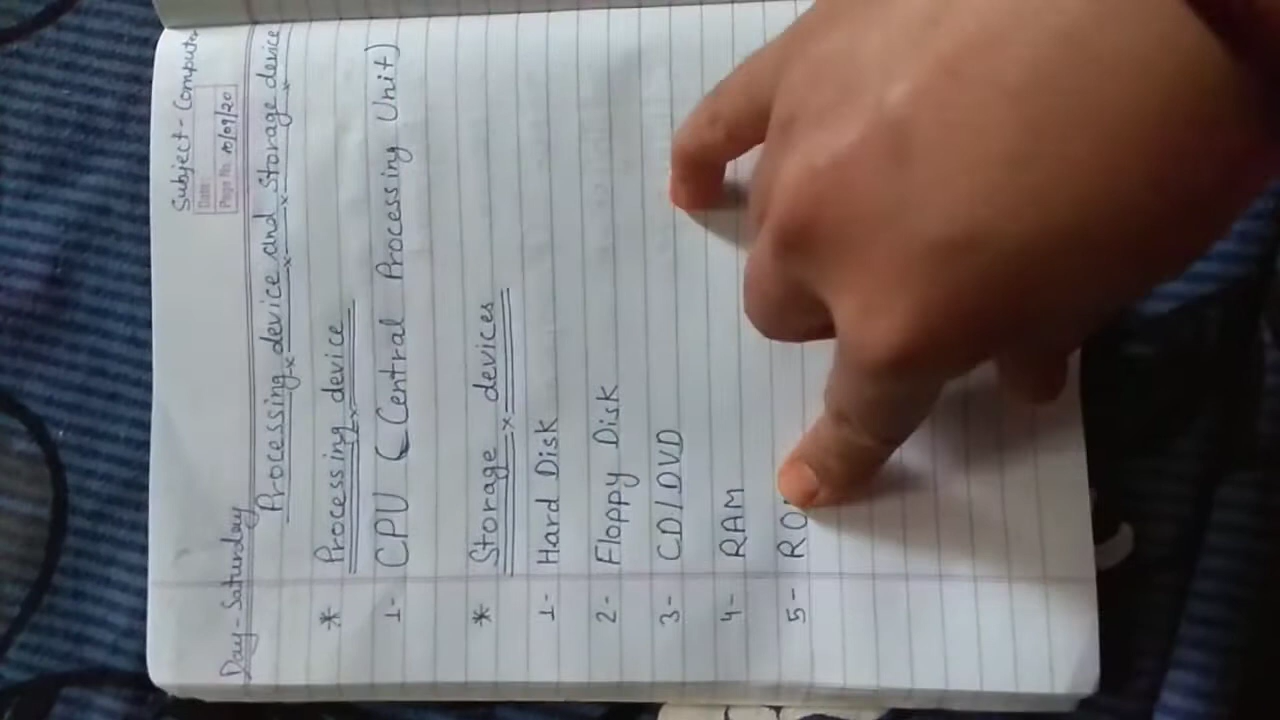 Subject - Computer
Date:
Page No. 10/09/20
Day - Saturday
Processing device and Storage device
* Processing device
1- CPU (Central Processing Unit)
* Storage devices
1- Hard Disk
2- Floppy Disk
3- CD/DVD
4- RAM
5- RO